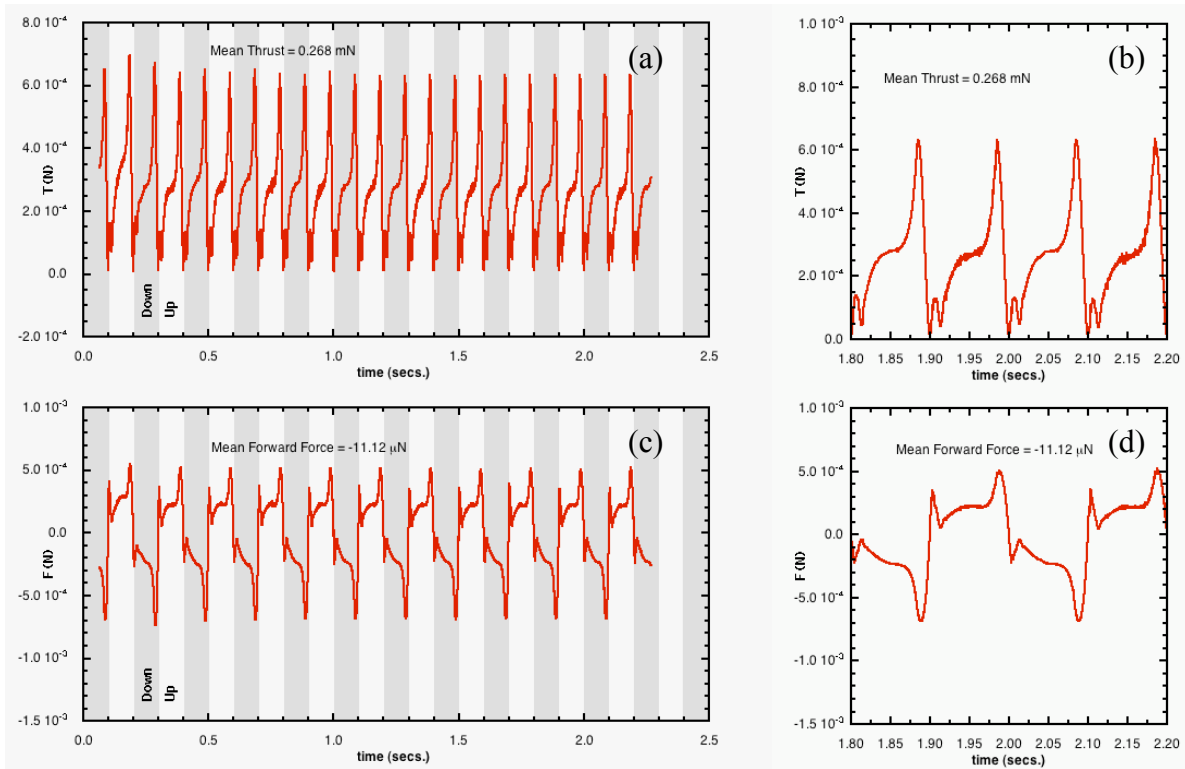 8.0 10⁻⁴
6.0 10⁻⁴
4.0 10⁻⁴
2.0 10⁻⁴
0.0
-2.0 10⁻⁴
T (N)
Mean Thrust = 0.268 mN
(a)
Down
Up
0.0 0.5 1.0 1.5 2.0 2.5
time (secs.)
1.0 10⁻³
8.0 10⁻⁴
6.0 10⁻⁴
4.0 10⁻⁴
2.0 10⁻⁴
0.0
T (N)
Mean Thrust = 0.268 mN
(b)
1.80 1.85 1.90 1.95 2.00 2.05 2.10 2.15 2.20
time (secs.)
1.0 10⁻³
5.0 10⁻⁴
0.0
-5.0 10⁻⁴
-1.0 10⁻³
-1.5 10⁻³
F (N)
Mean Forward Force = -11.12 μN
(c)
Down
Up
0.0 0.5 1.0 1.5 2.0 2.5
time (secs.)
1.0 10⁻³
5.0 10⁻⁴
0.0
-5.0 10⁻⁴
-1.0 10⁻³
-1.5 10⁻³
F (N)
Mean Forward Force = -11.12 μN
(d)
1.80 1.85 1.90 1.95 2.00 2.05 2.10 2.15 2.20
time (secs.)